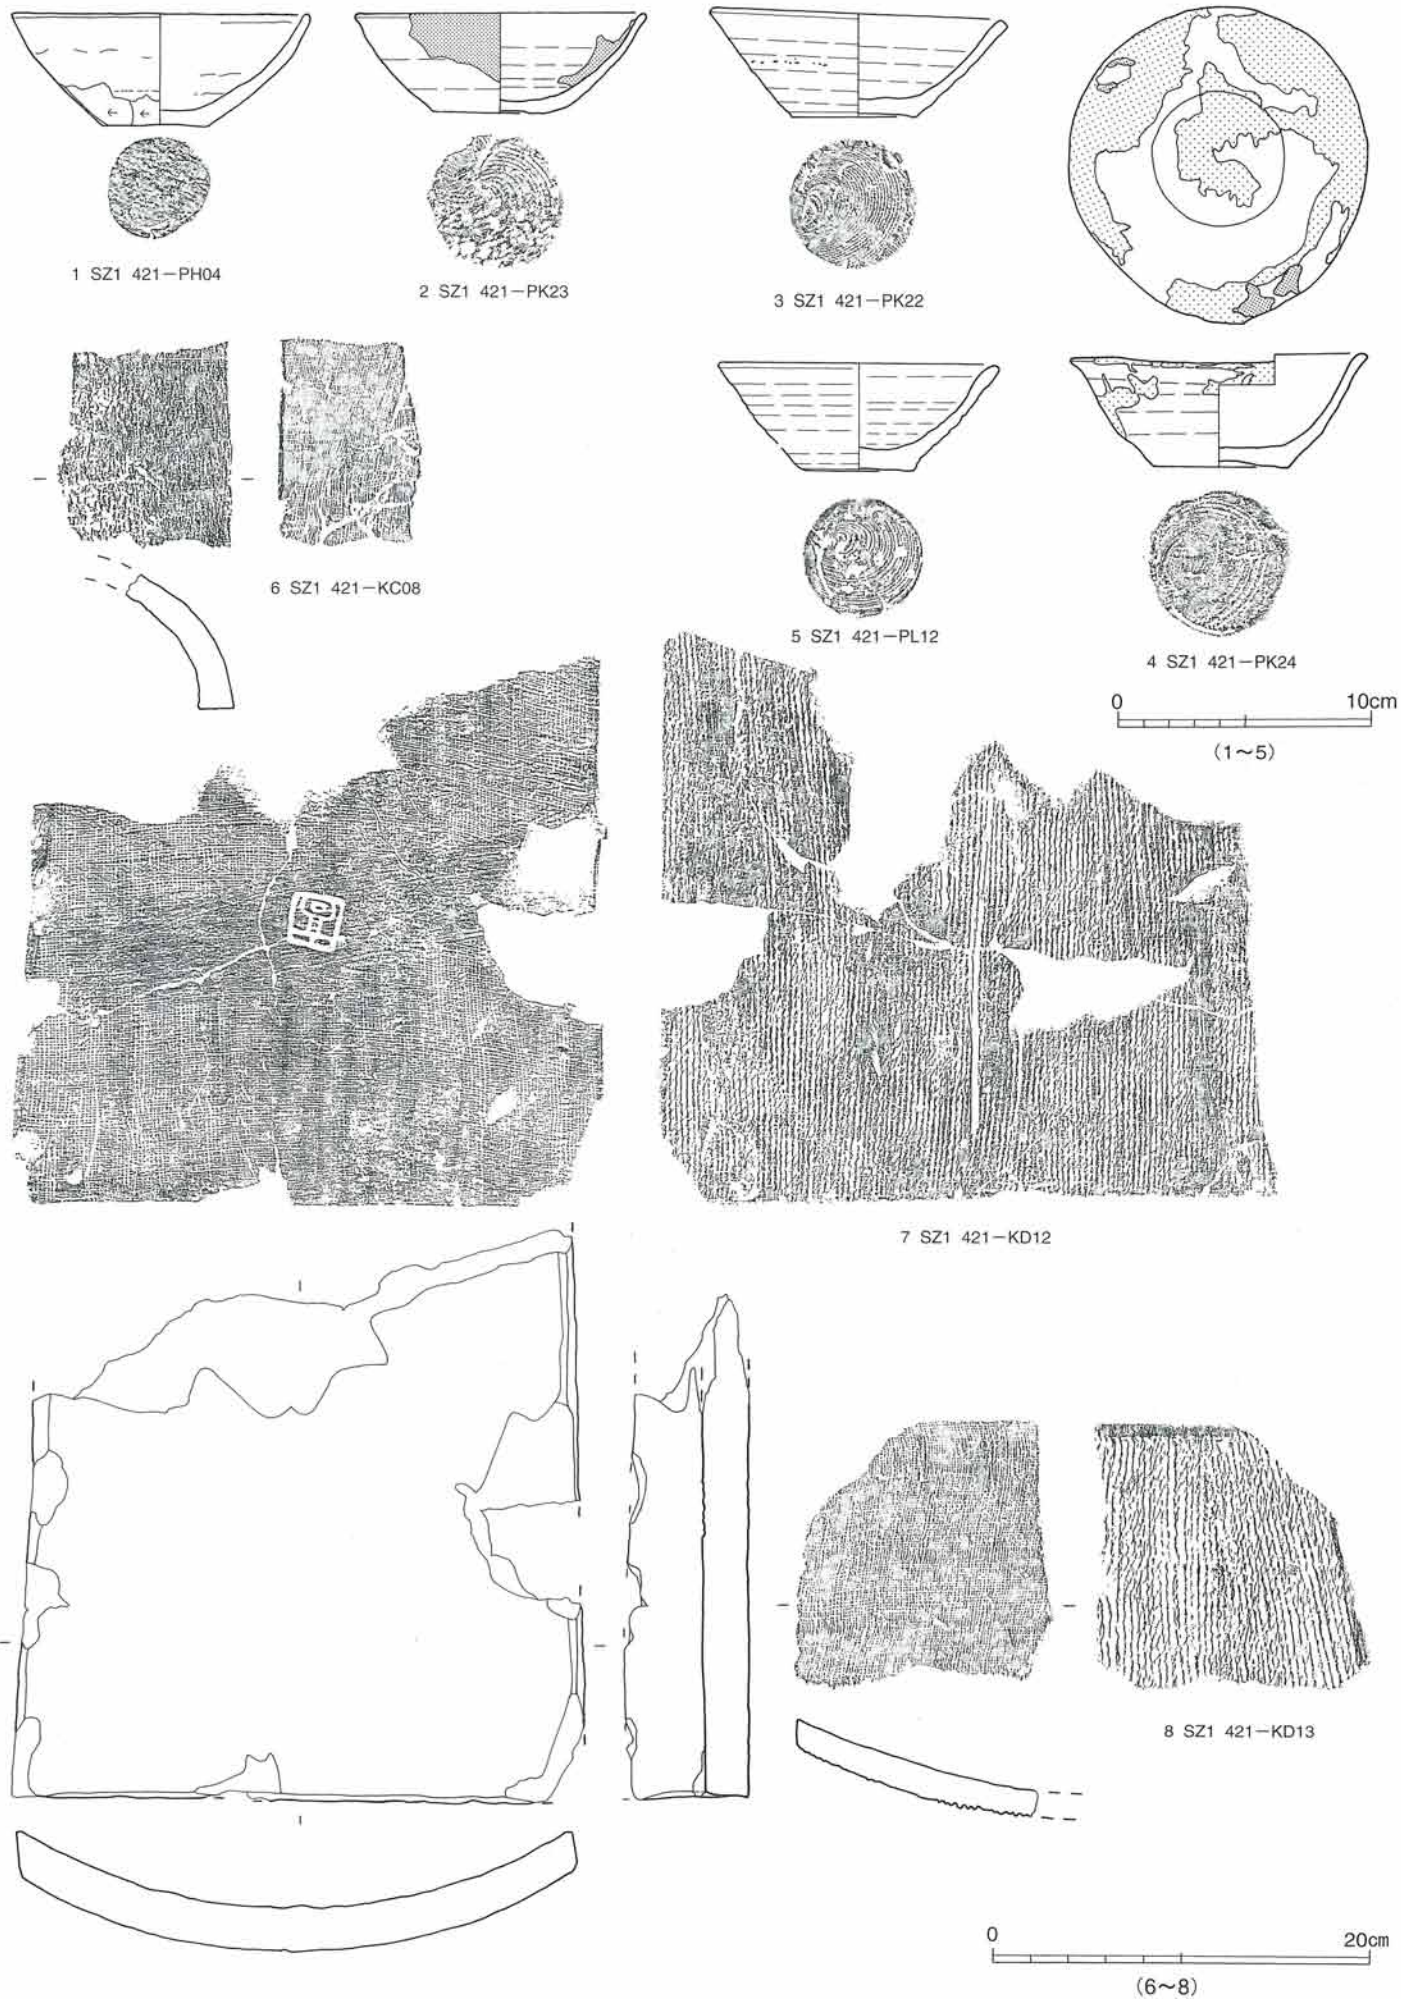 1 SZ1 421－PH04
2 SZ1 421－PK23
3 SZ1 421－PK22
6 SZ1 421－KC08
5 SZ1 421－PL12
4 SZ1 421－PK24
0 10cm
(1～5)
7 SZ1 421－KD12
8 SZ1 421－KD13
0 20cm
(6～8)